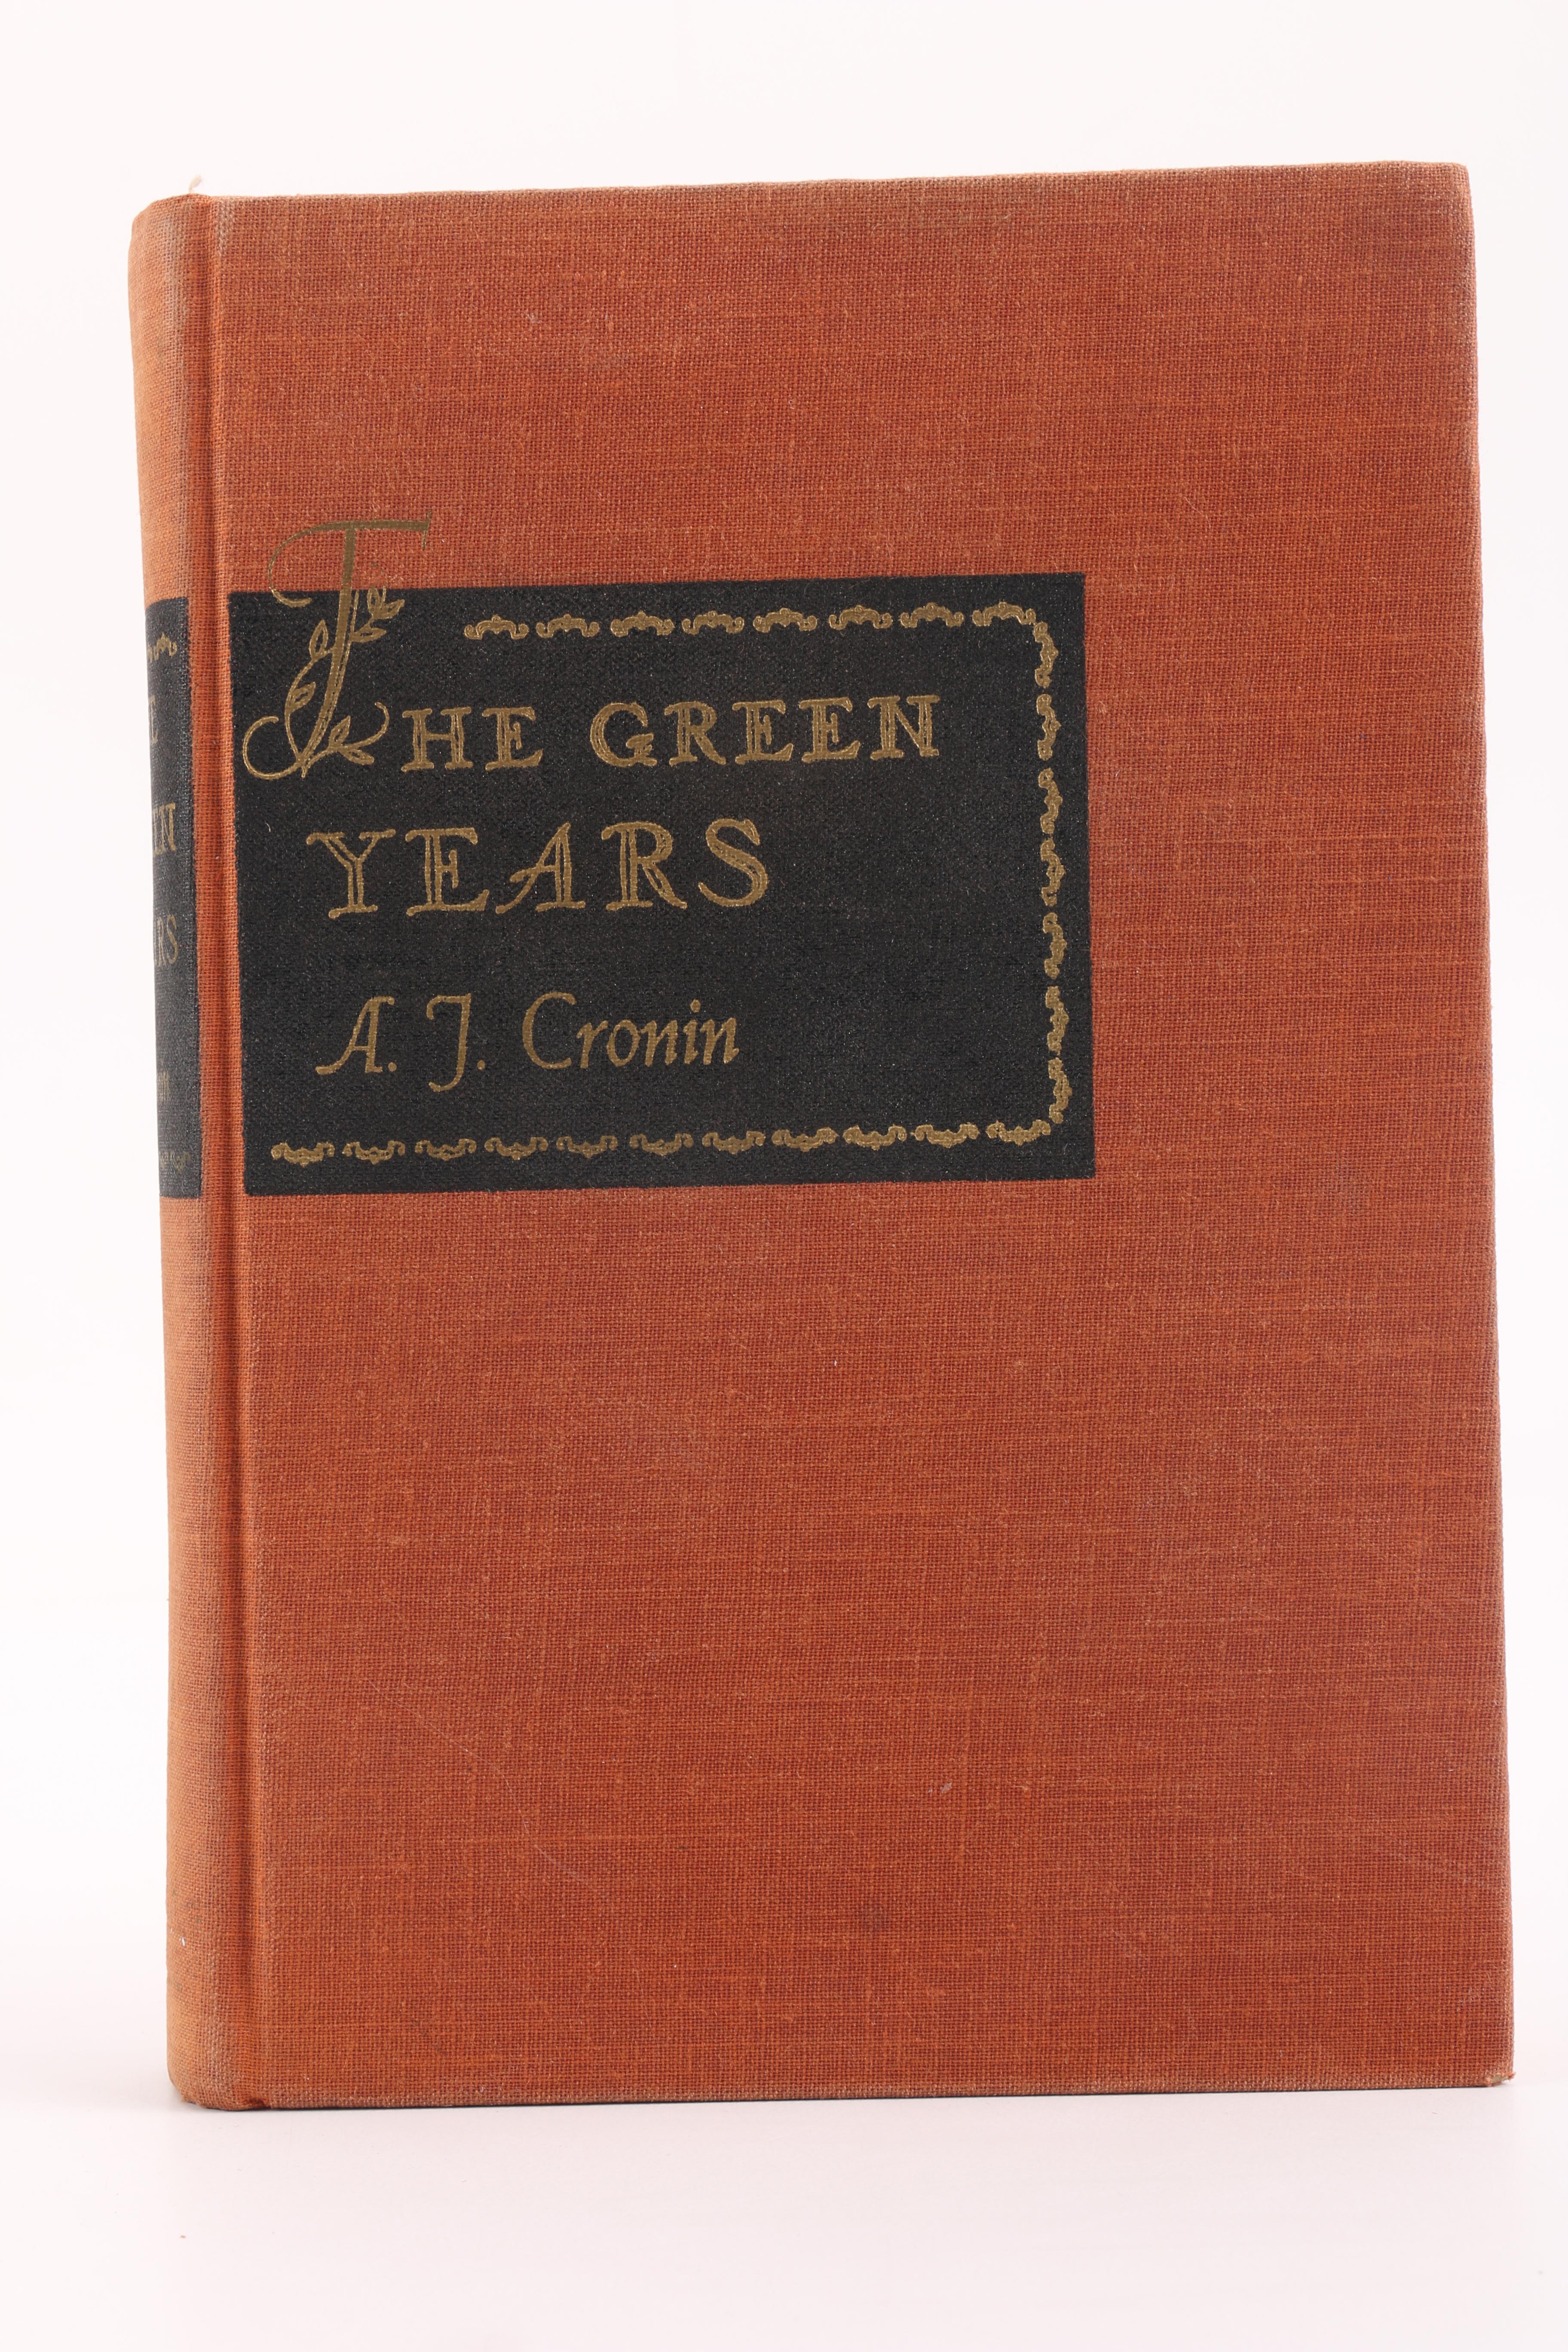 THE GREEN
YEARS
A. J. Cronin